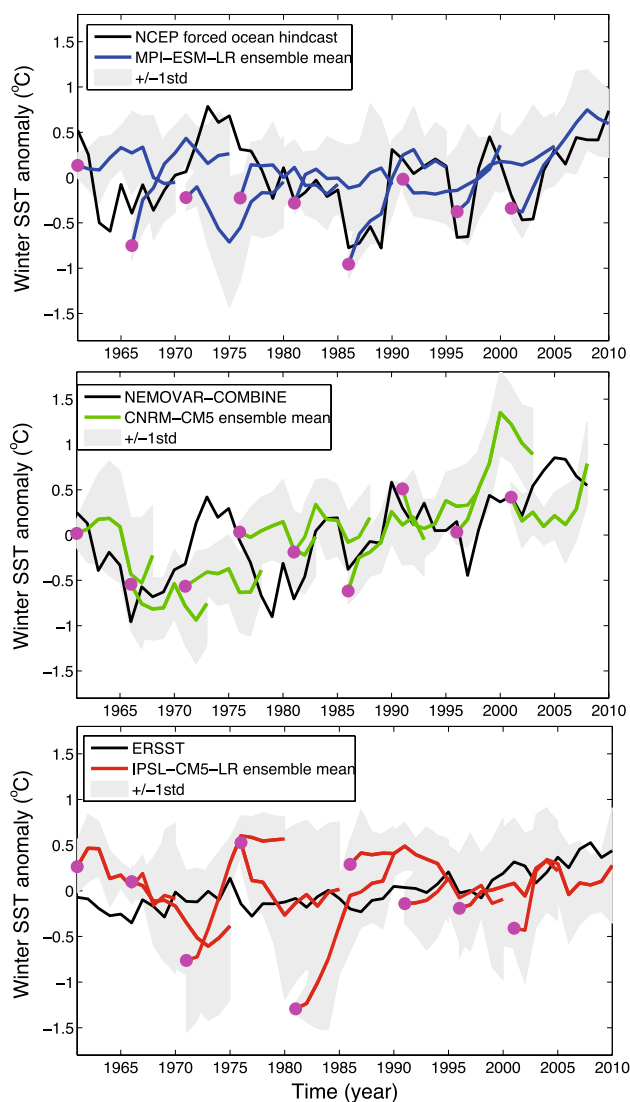 NCEP forced ocean hindcast
MPI−ESM−LR ensemble mean
+/−1std
Winter SST anomaly (°C)
1.5
1
0.5
0
−0.5
−1
−1.5
1965 1970 1975 1980 1985 1990 1995 2000 2005 2010
NEMOVAR−COMBINE
CNRM−CM5 ensemble mean
+/−1std
Winter SST anomaly (°C)
1.5
1
0.5
0
−0.5
−1
−1.5
1965 1970 1975 1980 1985 1990 1995 2000 2005 2010
ERSST
IPSL−CM5−LR ensemble mean
+/−1std
Winter SST anomaly (°C)
1.5
1
0.5
0
−0.5
−1
−1.5
1965 1970 1975 1980 1985 1990 1995 2000 2005 2010
Time (year)